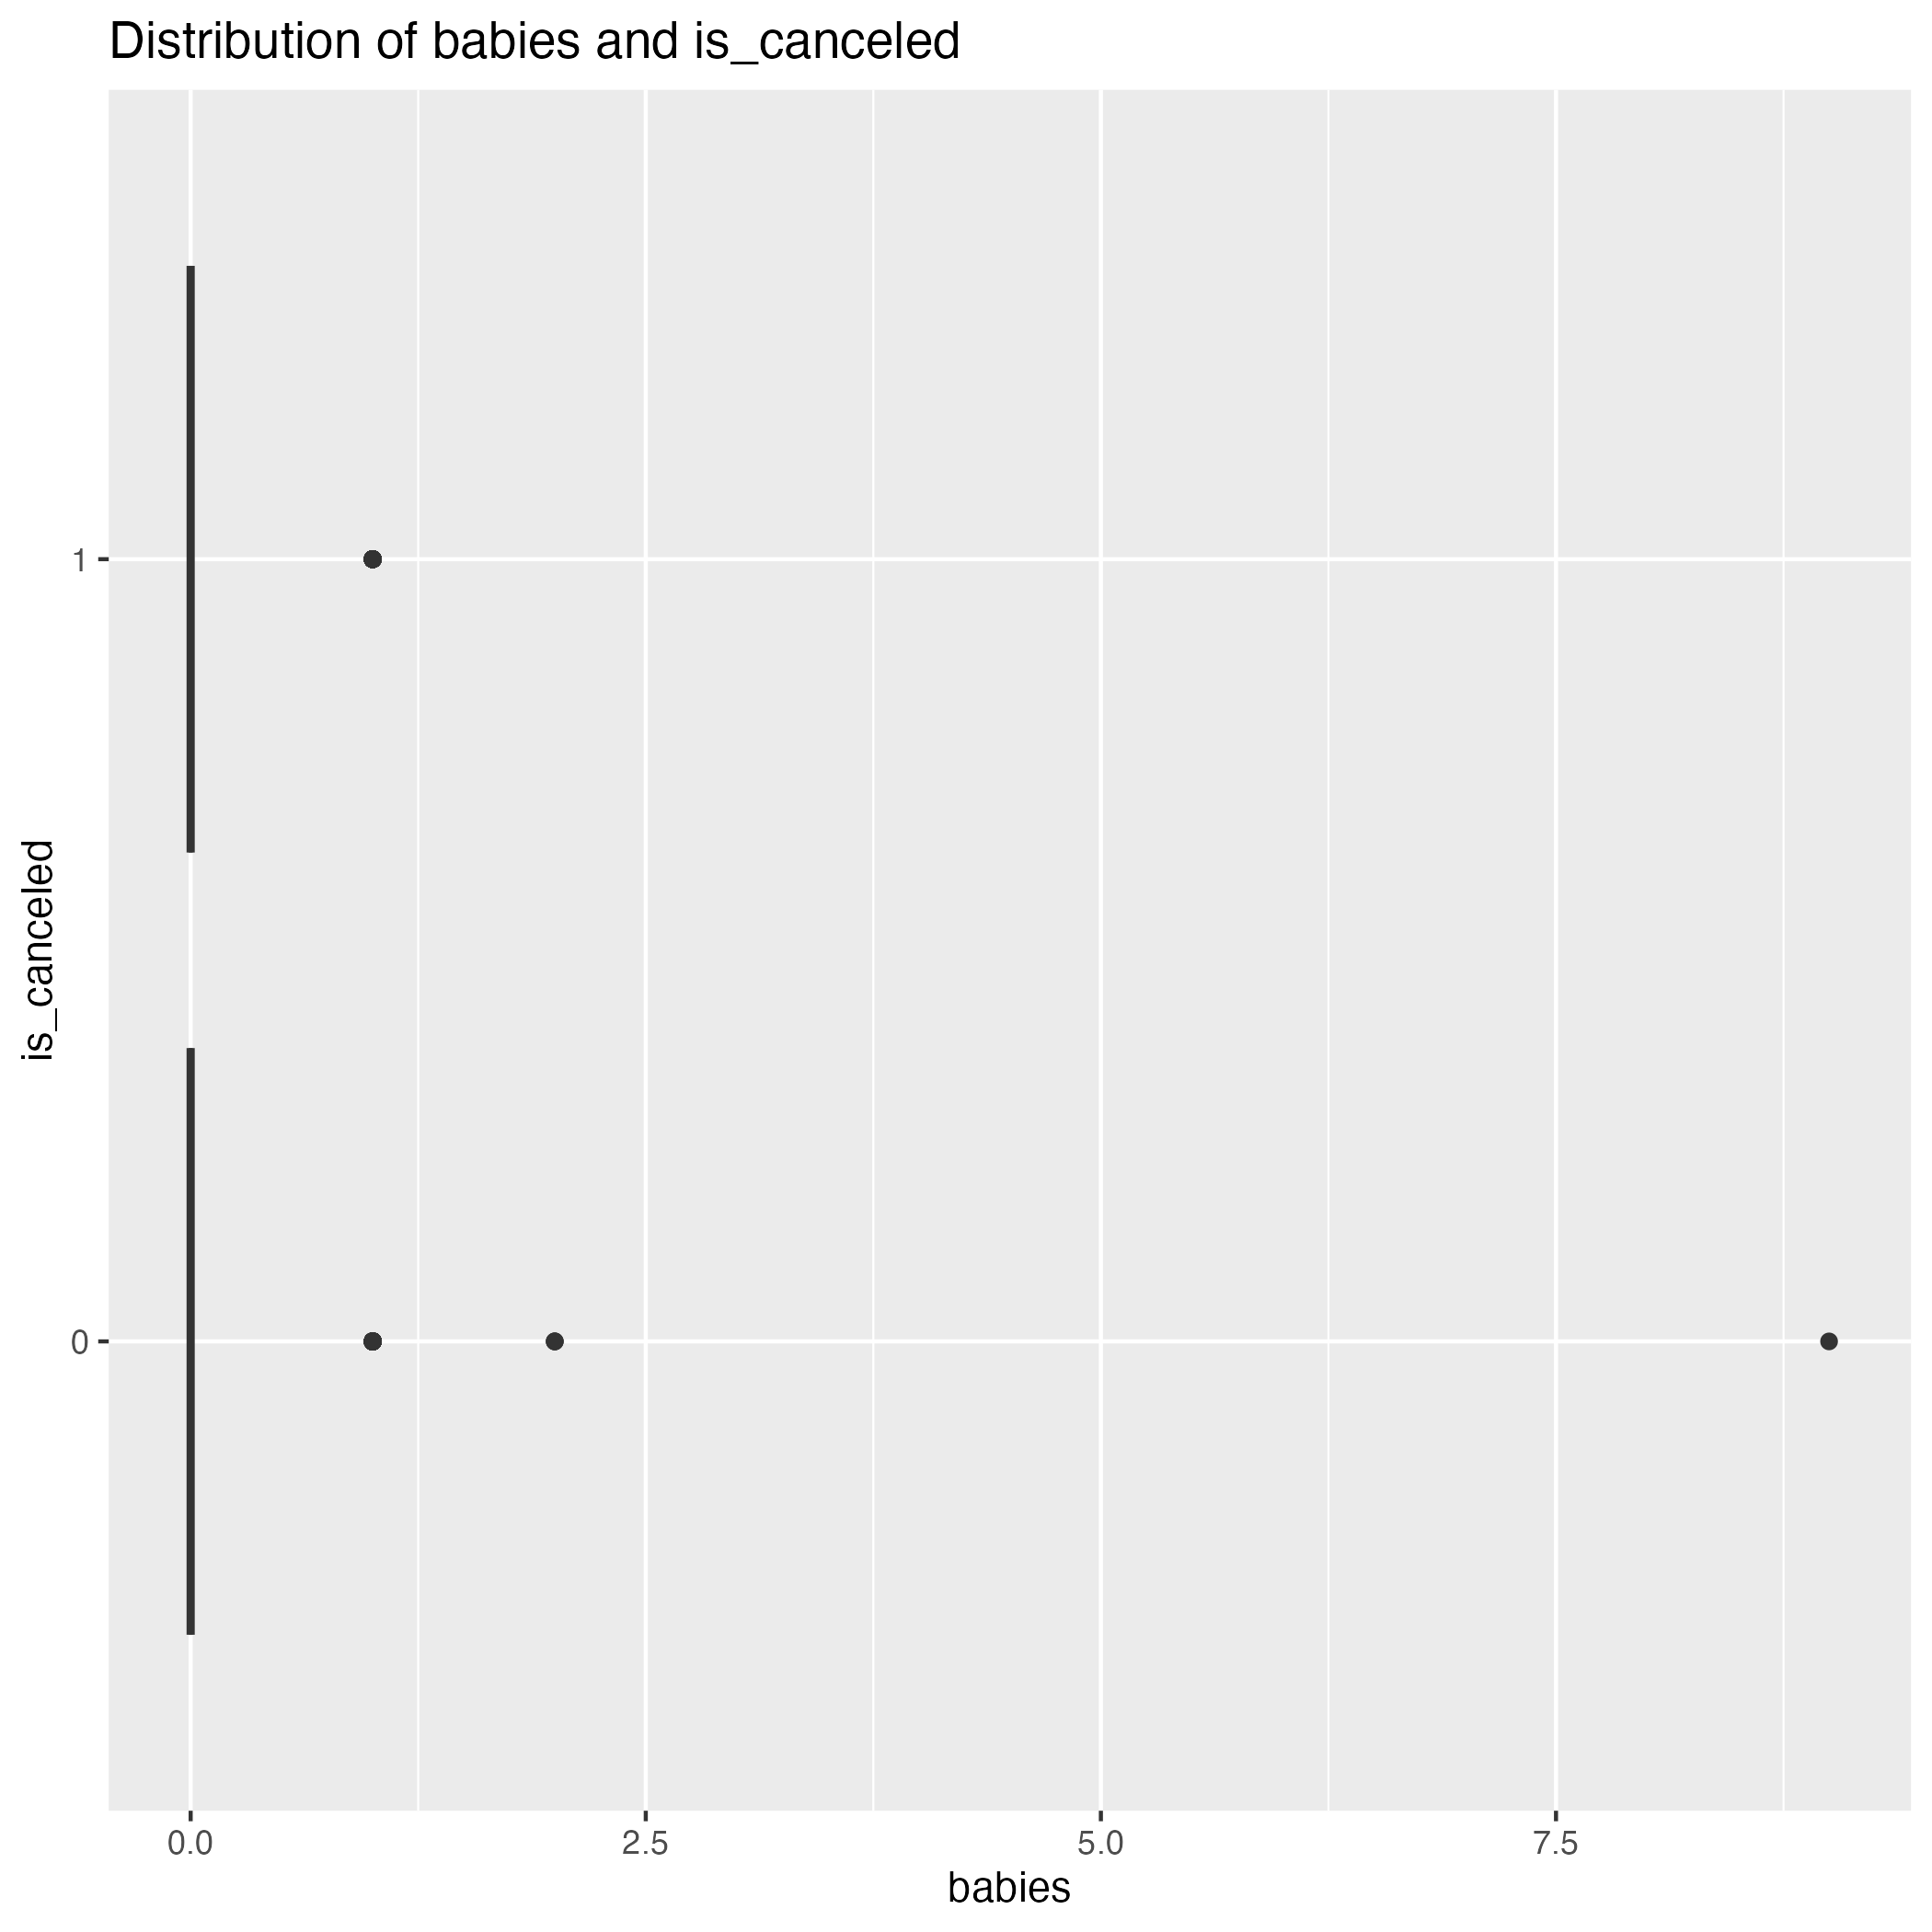 Distribution of babies and is_canceled
is_canceled
1
0
0.0 2.5 5.0 7.5
babies